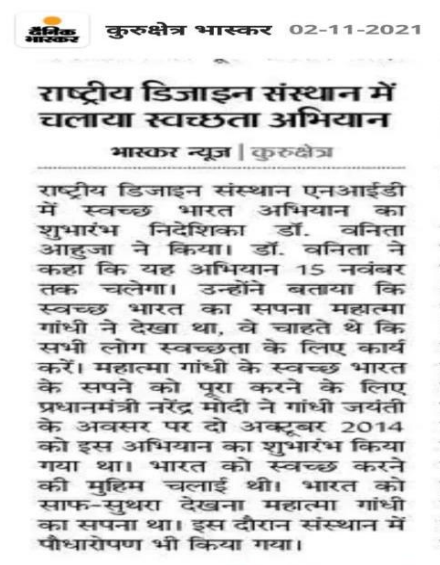 दैनिक
भास्कर
कुरुक्षेत्र भास्कर 02-11-2021
राष्ट्रीय डिजाइन संस्थान में
चलाया स्वच्छता अभियान
भास्कर न्यूज | कुरुक्षेत्र
राष्ट्रीय डिजाइन संस्थान एनआईडी
में स्वच्छ भारत अभियान का
शुभारंभ निदेशिका डॉ. वनिता
आहुजा ने किया। डॉ. वनिता ने
कहा कि यह अभियान 15 नवंबर
तक चलेगा। उन्होंने बताया कि
स्वच्छ भारत का सपना महात्मा
गांधी ने देखा था, वे चाहते थे कि
सभी लोग स्वच्छता के लिए कार्य
करें। महात्मा गांधी के स्वच्छ भारत
के सपने को पूरा करने के लिए
प्रधानमंत्री नरेंद्र मोदी ने गांधी जयंती
के अवसर पर दो अक्टूबर 2014
को इस अभियान का शुभारंभ किया
गया था। भारत को स्वच्छ करने
की मुहिम चलाई थी। भारत को
साफ-सुथरा देखना महात्मा गांधी
का सपना था। इस दौरान संस्थान में
पौधारोपण भी किया गया।